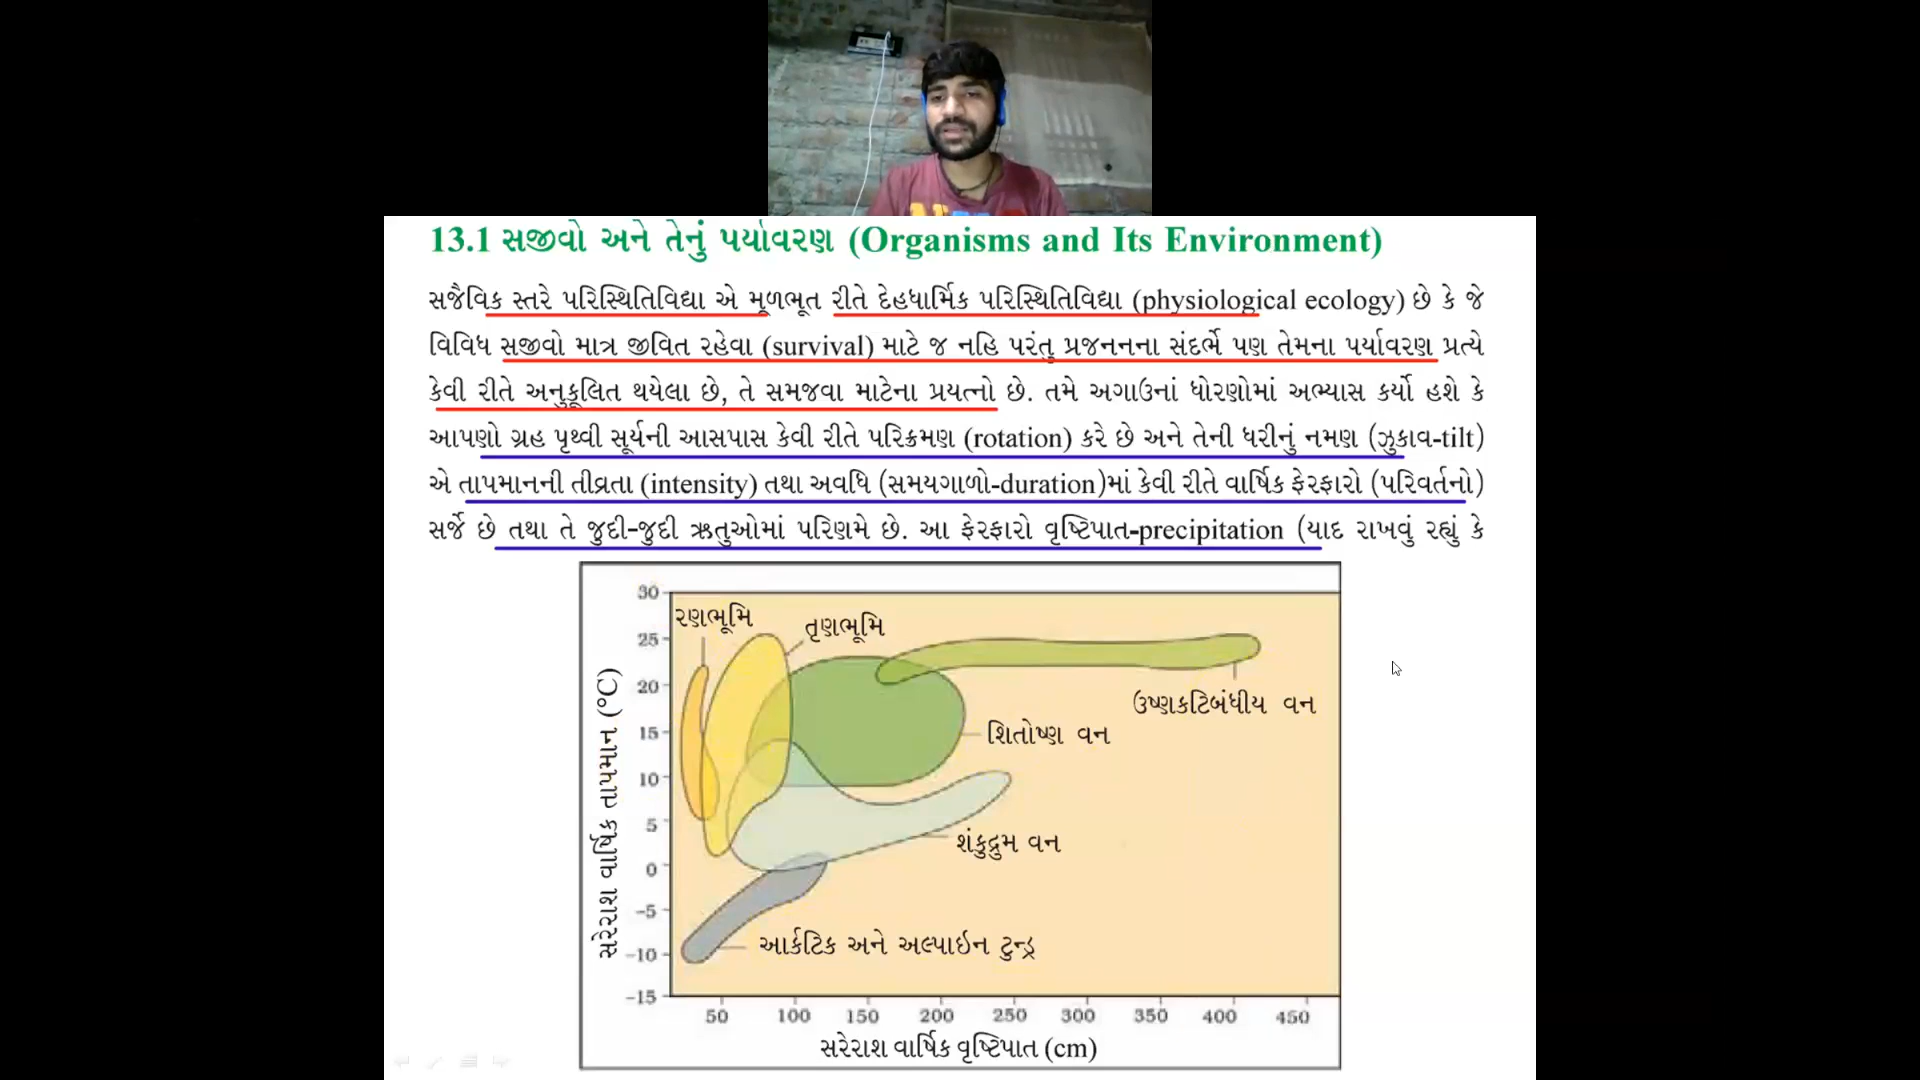 13.1 સજીવો અને તેનું પર્યાવરણ (Organisms and Its Environment)
સજૈવિક સ્તરે પરિસ્થિતિવિદ્યા એ મૂળભૂત રીતે દેહધાર્મિક પરિસ્થિતિવિદ્યા (physiological ecology) છે કે જે
વિવિધ સજીવો માત્ર જીવિત રહેવા (survival) માટે જ નહિ પરંતુ પ્રજનનના સંદર્ભે પણ તેમના પર્યાવરણ પ્રત્યે
કેવી રીતે અનુકૂલિત થયેલા છે, તે સમજવા માટેના પ્રયત્નો છે. તમે અગાઉનાં ધોરણોમાં અભ્યાસ કર્યો હશે કે
આપણો ગ્રહ પૃથ્વી સૂર્યની આસપાસ કેવી રીતે પરિક્રમણ (rotation) કરે છે અને તેની ધરીનું નમણ (ઝુકાવ-tilt)
એ તાપમાનની તીવ્રતા (intensity) તથા અવધિ (સમયગાળો-duration)માં કેવી રીતે વાર્ષિક ફેરફારો (પરિવર્તનો)
સર્જે છે તથા તે જુદી-જુદી ઋતુઓમાં પરિણમે છે. આ ફેરફારો વૃષ્ટિપાત-precipitation (યાદ રાખવું રહ્યું કે
30
રણભૂમિ
તૃણભૂમિ
25
20
ઉષ્ણકટિબંધીય વન
15
શિતોષ્ણ વન
10
5
શંકુદ્રુમ વન
0
-5
આર્કટિક અને અલ્પાઇન ટુન્ડ્ર
-10
-15
સરેરાશ વાર્ષિક તાપમાન (°C)
50 100 150 200 250 300 350 400 450
સરેરાશ વાર્ષિક વૃષ્ટિપાત (cm)